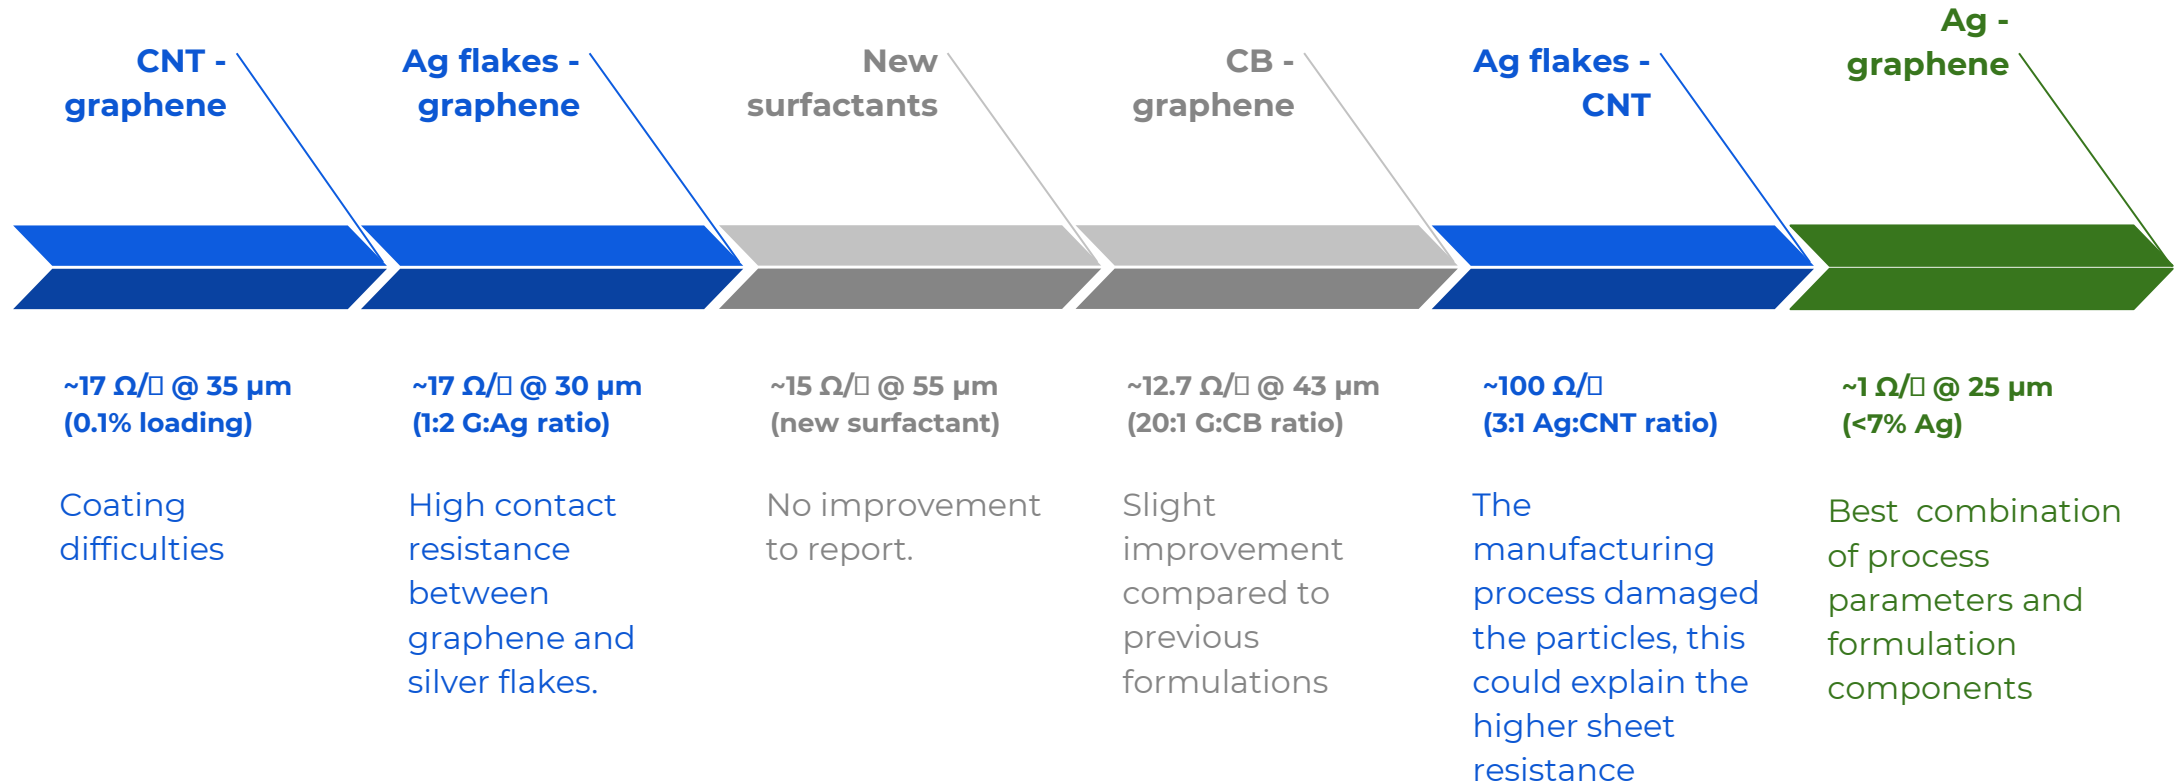 CNT -
graphene
Ag flakes -
graphene
New
surfactants
CB -
graphene
Ag flakes -
CNT
Ag -
graphene
~17 Ω/▯ @ 35 µm
(0.1% loading)
~17 Ω/▯ @ 30 µm
(1:2 G:Ag ratio)
~15 Ω/▯ @ 55 µm
(new surfactant)
~12.7 Ω/▯ @ 43 µm
(20:1 G:CB ratio)
~100 Ω/▯
(3:1 Ag:CNT ratio)
~1 Ω/▯ @ 25 µm
(<7% Ag)
Coating
difficulties
High contact
resistance
between
graphene and
silver flakes.
No improvement
to report.
Slight
improvement
compared to
previous
formulations
The
manufacturing
process damaged
the particles, this
could explain the
higher sheet
resistance
Best combination
of process
parameters and
formulation
components